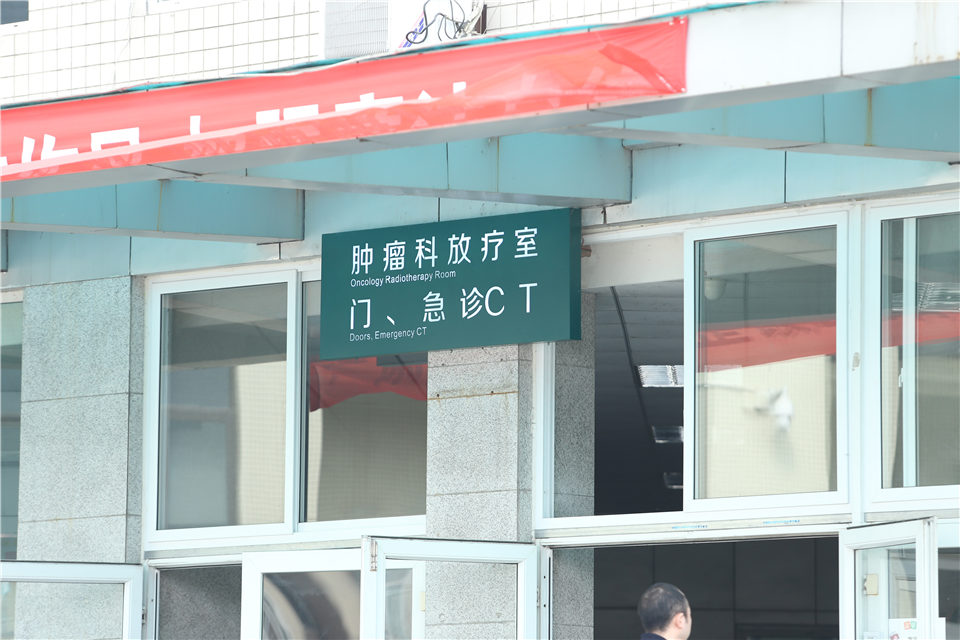 肿瘤科放疗室
Oncology Radiotherapy Room
门、急诊CT
Doors, Emergency CT